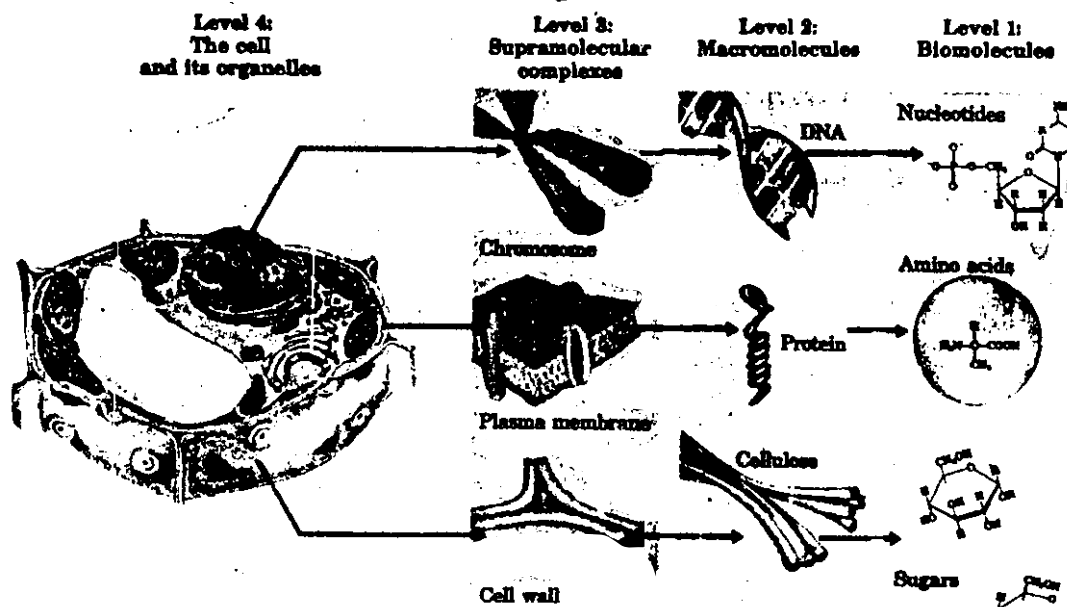 Level 4:
The cell
and its organelles
Level 3:
Supramolecular
complexes
Level 2:
Macromolecules
Level 1:
Biomolecules
DNA
Nucleotides
Chromosome
Amino acids
Protein
Plasma membrane
Cellulose
Cell wall
Sugars